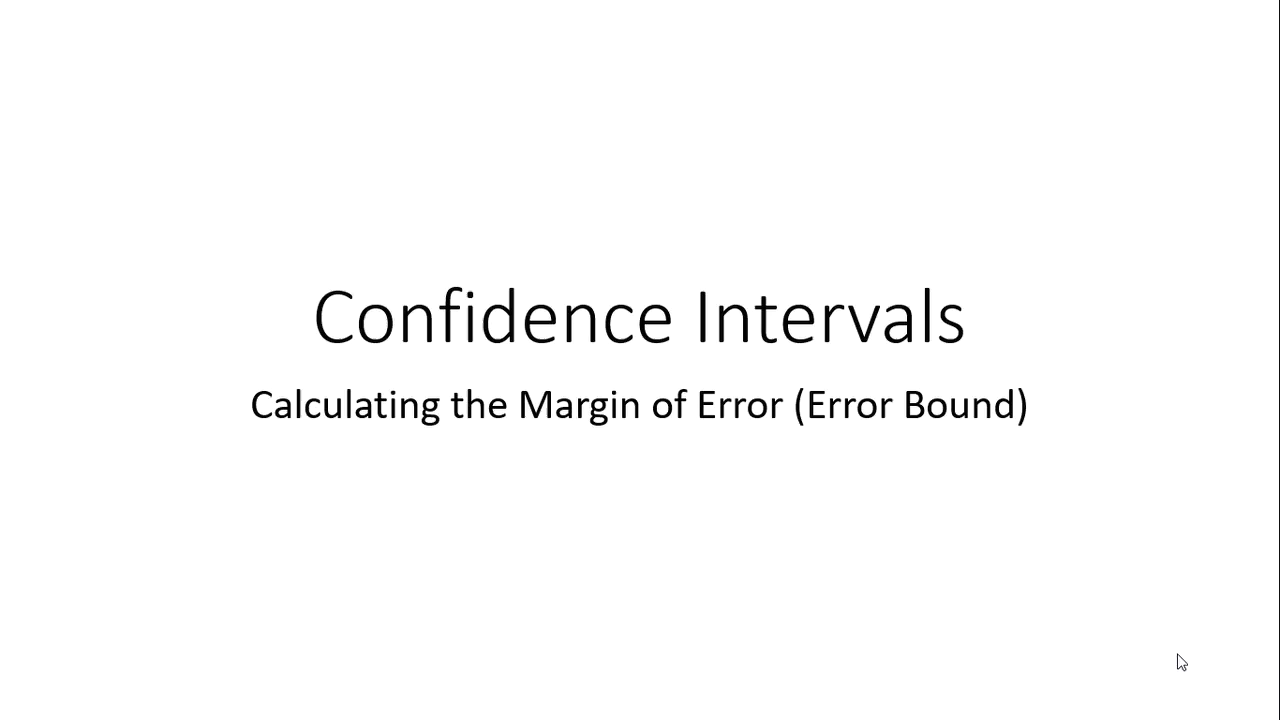 Confidence Intervals
Calculating the Margin of Error (Error Bound)